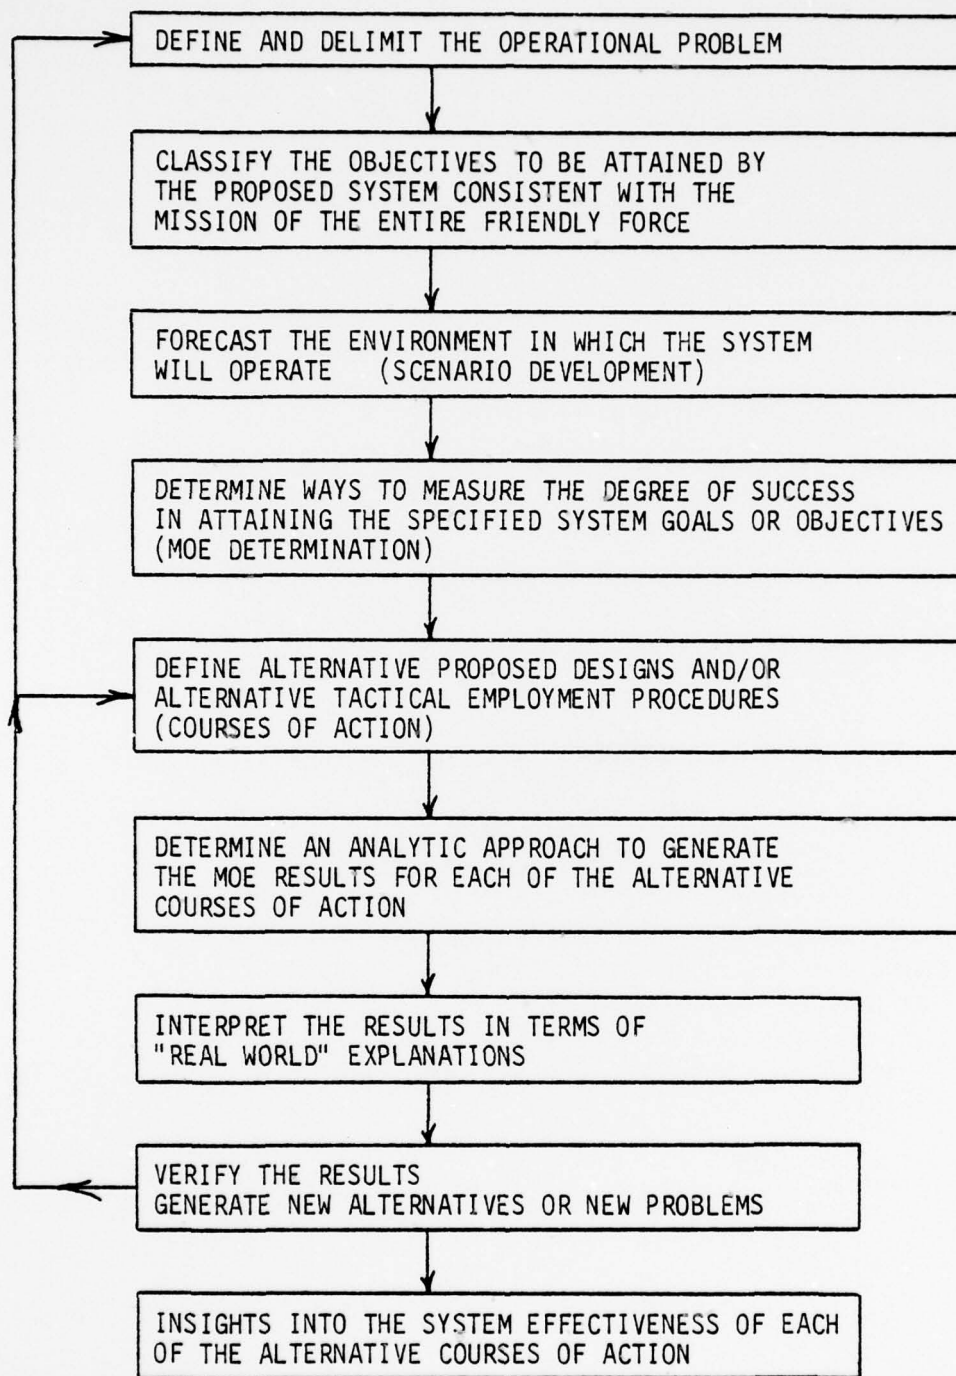 DEFINE AND DELIMIT THE OPERATIONAL PROBLEM
CLASSIFY THE OBJECTIVES TO BE ATTAINED BY
THE PROPOSED SYSTEM CONSISTENT WITH THE
MISSION OF THE ENTIRE FRIENDLY FORCE
FORECAST THE ENVIRONMENT IN WHICH THE SYSTEM
WILL OPERATE (SCENARIO DEVELOPMENT)
DETERMINE WAYS TO MEASURE THE DEGREE OF SUCCESS
IN ATTAINING THE SPECIFIED SYSTEM GOALS OR OBJECTIVES
(MOE DETERMINATION)
DEFINE ALTERNATIVE PROPOSED DESIGNS AND/OR
ALTERNATIVE TACTICAL EMPLOYMENT PROCEDURES
(COURSES OF ACTION)
DETERMINE AN ANALYTIC APPROACH TO GENERATE
THE MOE RESULTS FOR EACH OF THE ALTERNATIVE
COURSES OF ACTION
INTERPRET THE RESULTS IN TERMS OF
"REAL WORLD" EXPLANATIONS
VERIFY THE RESULTS
GENERATE NEW ALTERNATIVES OR NEW PROBLEMS
INSIGHTS INTO THE SYSTEM EFFECTIVENESS OF EACH
OF THE ALTERNATIVE COURSES OF ACTION